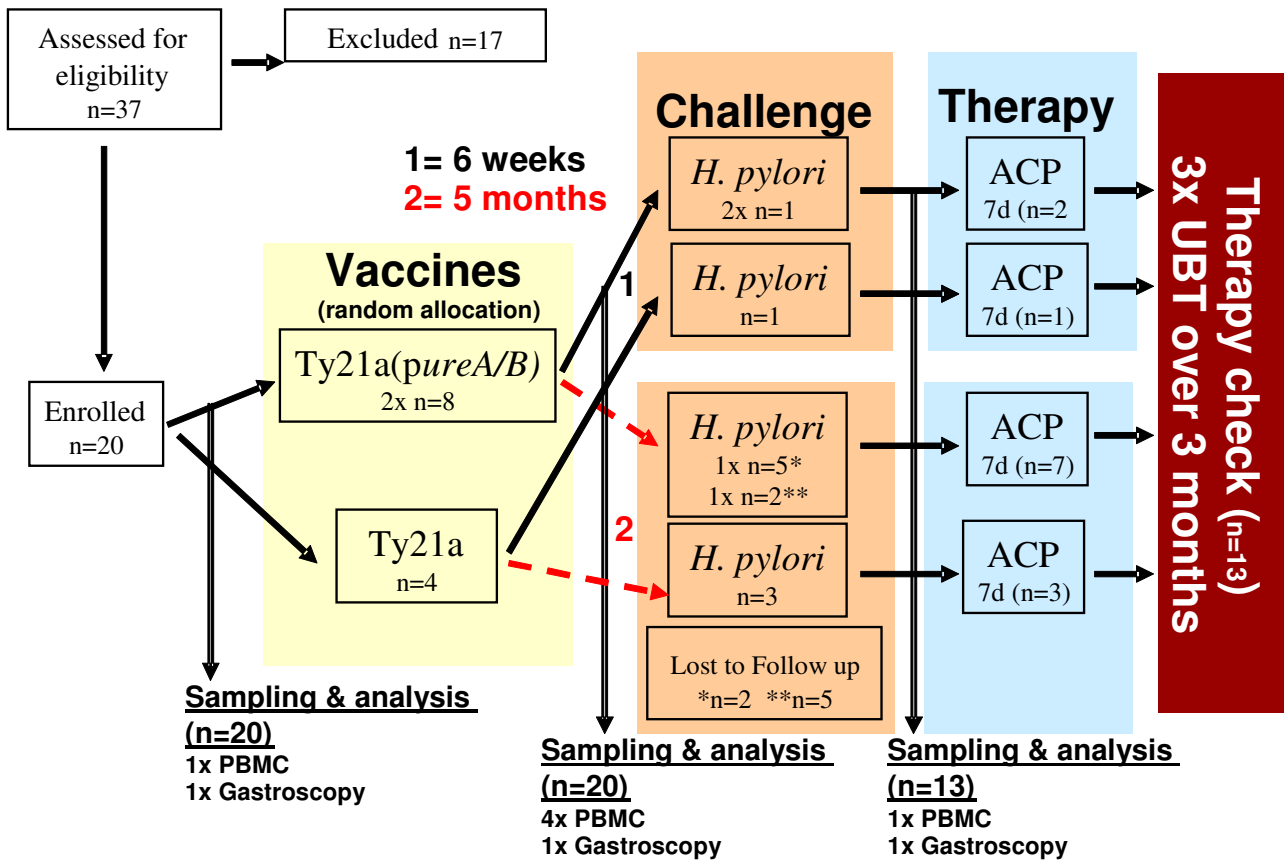 Assessed for
eligibility
n=37
Excluded n=17
Enrolled
n=20
1= 6 weeks
2= 5 months
Vaccines
(random allocation)
Ty21a(pureA/B)
2x n=8
Ty21a
n=4
1
2
Challenge
H. pylori
2x n=1
H. pylori
n=1
H. pylori
1x n=5*
1x n=2**
H. pylori
n=3
Lost to Follow up
*n=2 **n=5
Therapy
ACP
7d (n=2
ACP
7d (n=1)
ACP
7d (n=7)
ACP
7d (n=3)
Therapy check (n=13)
3x UBT over 3 months
Sampling & analysis
(n=20)
1x PBMC
1x Gastroscopy
Sampling & analysis
(n=20)
4x PBMC
1x Gastroscopy
Sampling & analysis
(n=13)
1x PBMC
1x Gastroscopy